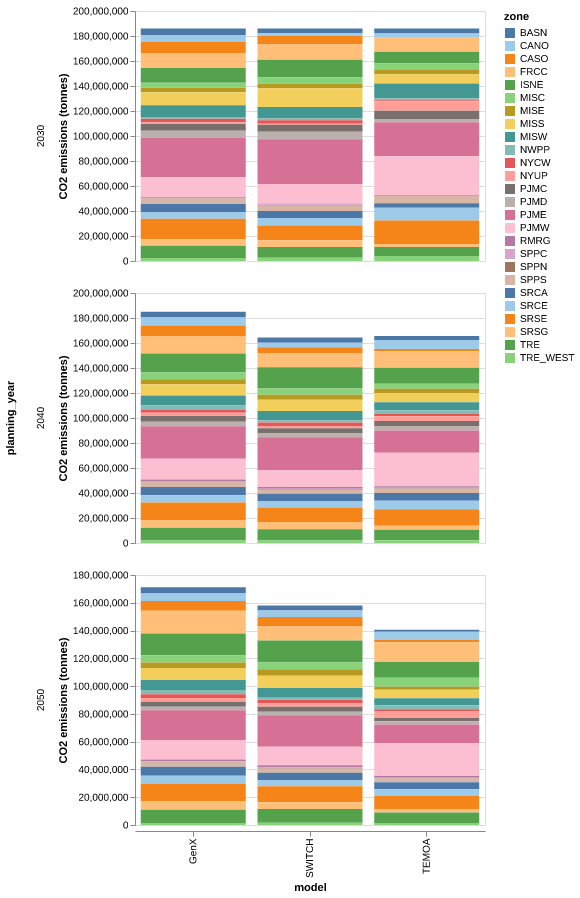 zone
BASN
CANO
CASO
FRCC
ISNE
MISC
MISE
MISS
MISW
NWPP
NYCW
NYUP
PJMC
PJMD
PJME
PJMW
RMRG
SPPC
SPPN
SPPS
SRCA
SRCE
SRSE
SRSG
TRE
TRE_WEST
planning_year
2030
CO2 emissions (tonnes)
200,000,000
180,000,000
160,000,000
140,000,000
120,000,000
100,000,000
80,000,000
60,000,000
40,000,000
20,000,000
0
2040
CO2 emissions (tonnes)
200,000,000
180,000,000
160,000,000
140,000,000
120,000,000
100,000,000
80,000,000
60,000,000
40,000,000
20,000,000
0
2050
CO2 emissions (tonnes)
180,000,000
160,000,000
140,000,000
120,000,000
100,000,000
80,000,000
60,000,000
40,000,000
20,000,000
0
GenX
SWITCH
TEMOA
model